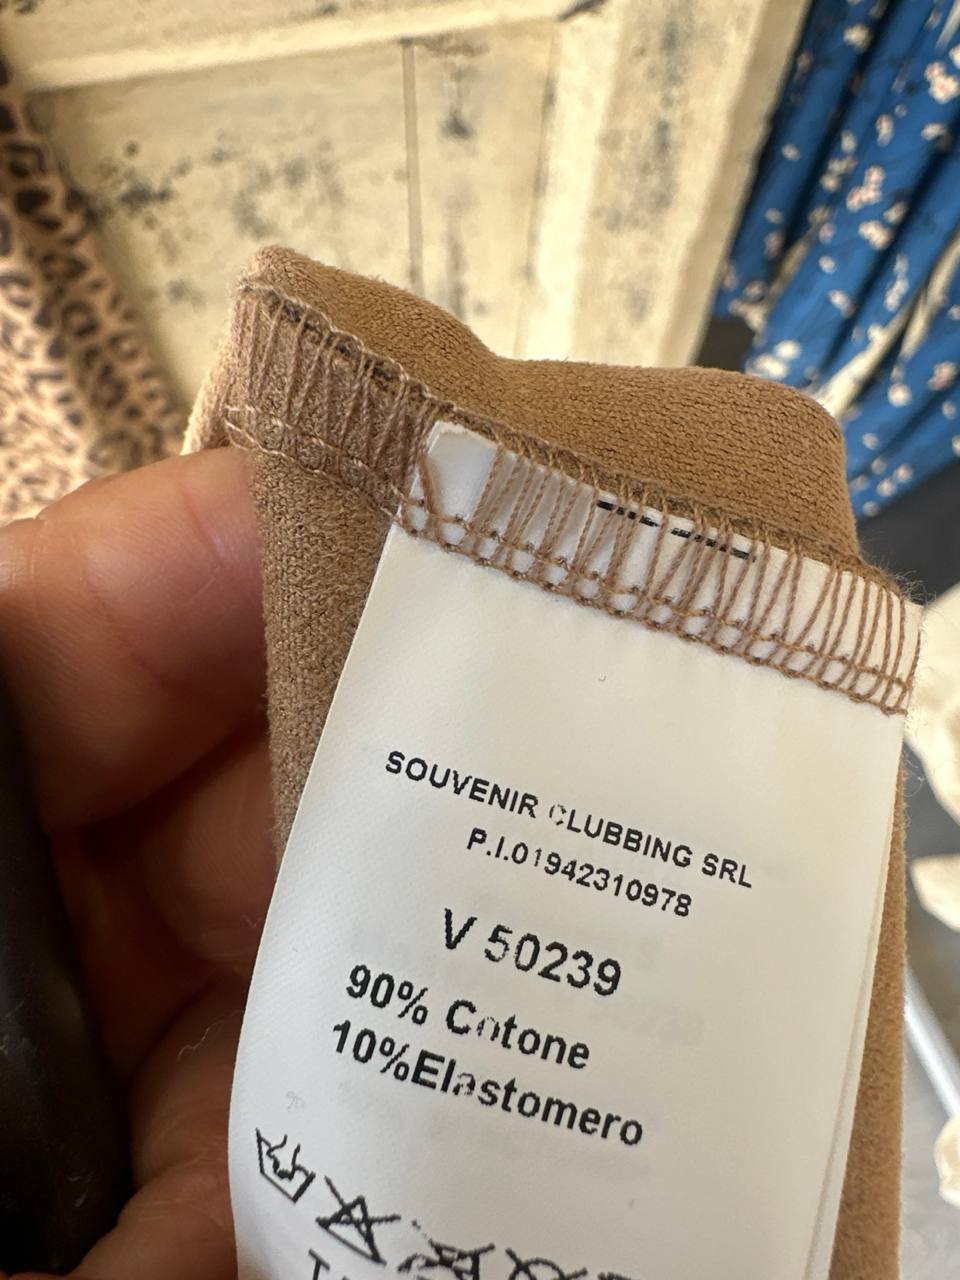 SOUVENIR CLUBBING SRL
P.I.01942310978
V 50239
90% Cotone
10%Elastomero